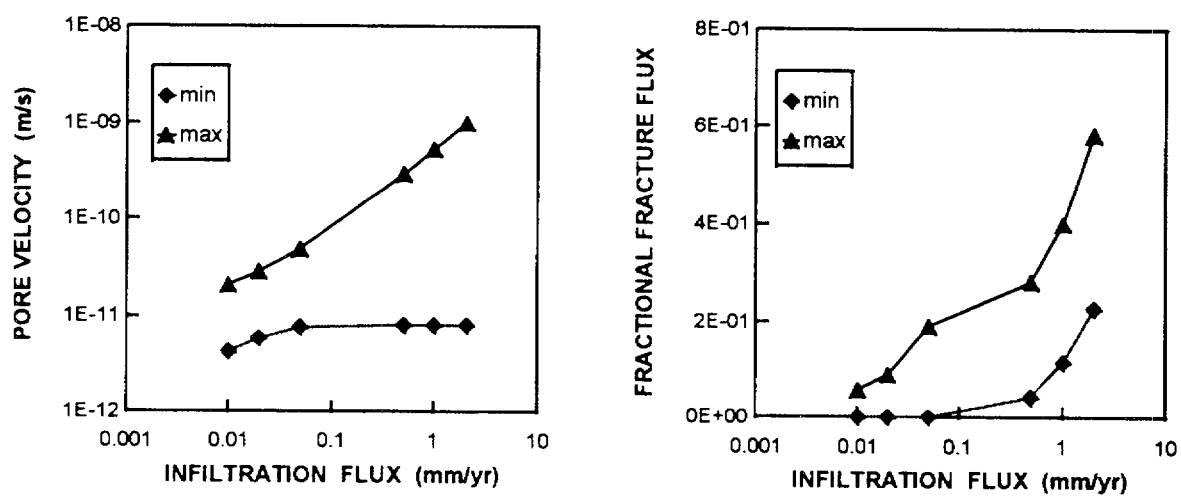 1E-08
1E-09
1E-10
1E-11
1E-12
PORE VELOCITY (m/s)
min
max
0.001 0.01 0.1 1 10
INFILTRATION FLUX (mm/yr)
8E-01
6E-01
4E-01
2E-01
0E+00
FRACTIONAL FRACTURE FLUX
min
max
0.001 0.01 0.1 1 10
INFILTRATION FLUX (mm/yr)